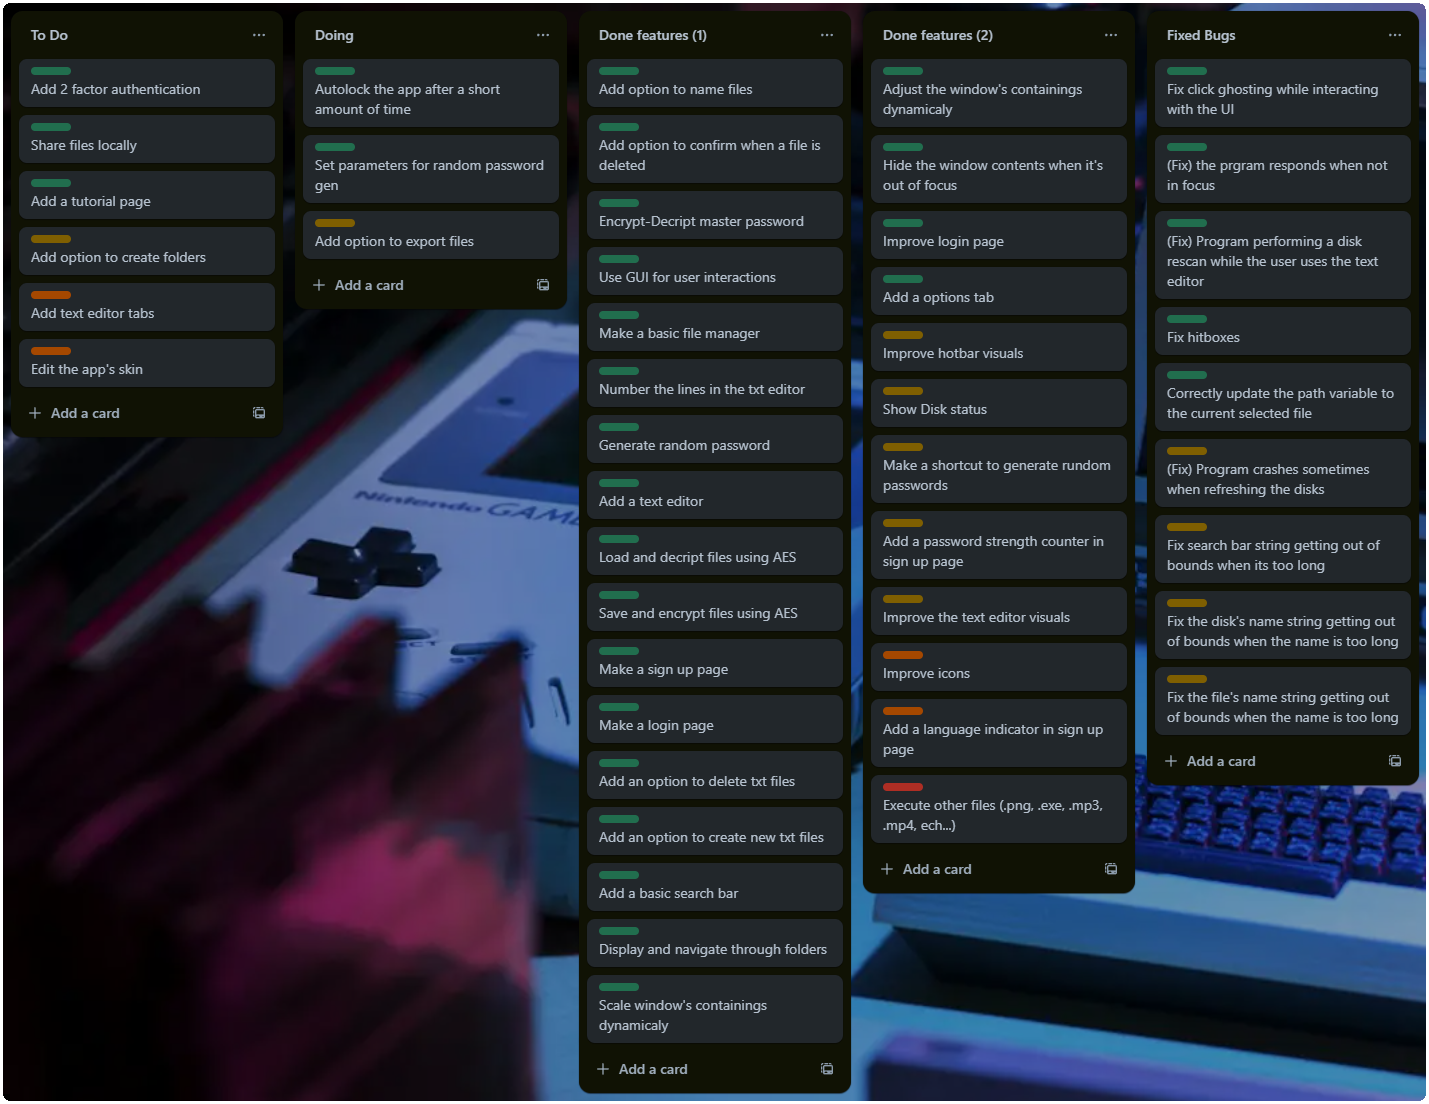 To Do
Add 2 factor authentication
Share files locally
Add a tutorial page
Add option to create folders
Add text editor tabs
Edit the app's skin
Add a card
Doing
Autolock the app after a short
amount of time
Set parameters for random password
gen
Add option to export files
Add a card
Done features (1)
Add option to name files
Add option to confirm when a file is
deleted
Encrypt-Decript master password
Use GUI for user interactions
Make a basic file manager
Number the lines in the txt editor
Generate random password
Add a text editor
Load and decript files using AES
Save and encrypt files using AES
Make a sign up page
Make a login page
Add an option to delete txt files
Add an option to create new txt files
Add a basic search bar
Display and navigate through folders
Scale window's containings
dynamicaly
Add a card
Done features (2)
Adjust the window's containings
dynamicaly
Hide the window contents when it's
out of focus
Improve login page
Add a options tab
Improve hotbar visuals
Show Disk status
Make a shortcut to generate rundom
passwords
Add a password strength counter in
sign up page
Improve the text editor visuals
Improve icons
Add a language indicator in sign up
page
Execute other files (.png, .exe, .mp3,
.mp4, ech...)
Add a card
Fixed Bugs
Fix click ghosting while interacting
with the UI
(Fix) the prgram responds when not
in focus
(Fix) Program performing a disk
rescan while the user uses the text
editor
Fix hitboxes
Correctly update the path variable to
the current selected file
(Fix) Program crashes sometimes
when refreshing the disks
Fix search bar string getting out of
bounds when its too long
Fix the disk's name string getting out
of bounds when the name is too long
Fix the file's name string getting out
of bounds when the name is too long
Add a card
Nintendo GAME